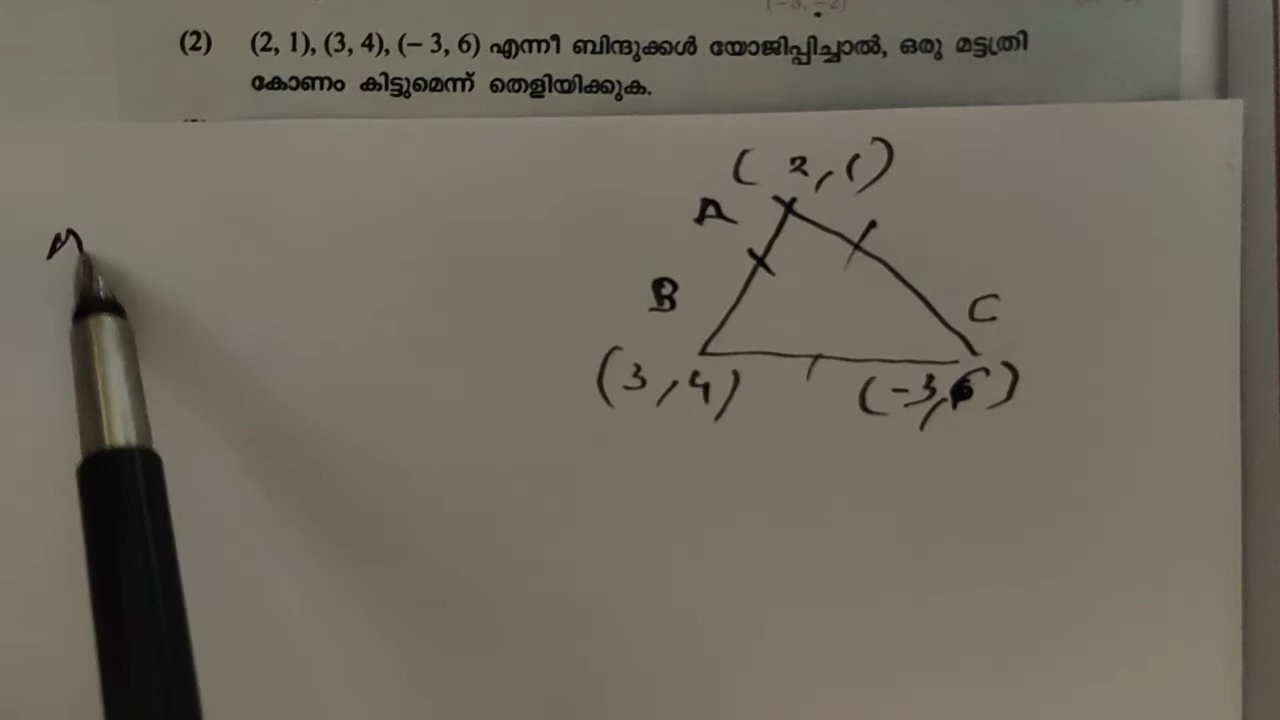 (2) (2, 1), (3, 4), (– 3, 6) എന്നീ ബിന്ദുക്കൾ യോജിപ്പിച്ചാൽ, ഒരു മട്ടത്രി
കോണം കിട്ടുമെന്ന് തെളിയിക്കുക.
(2, 1)
A
B
C
(3, 4)
(-3, 6)